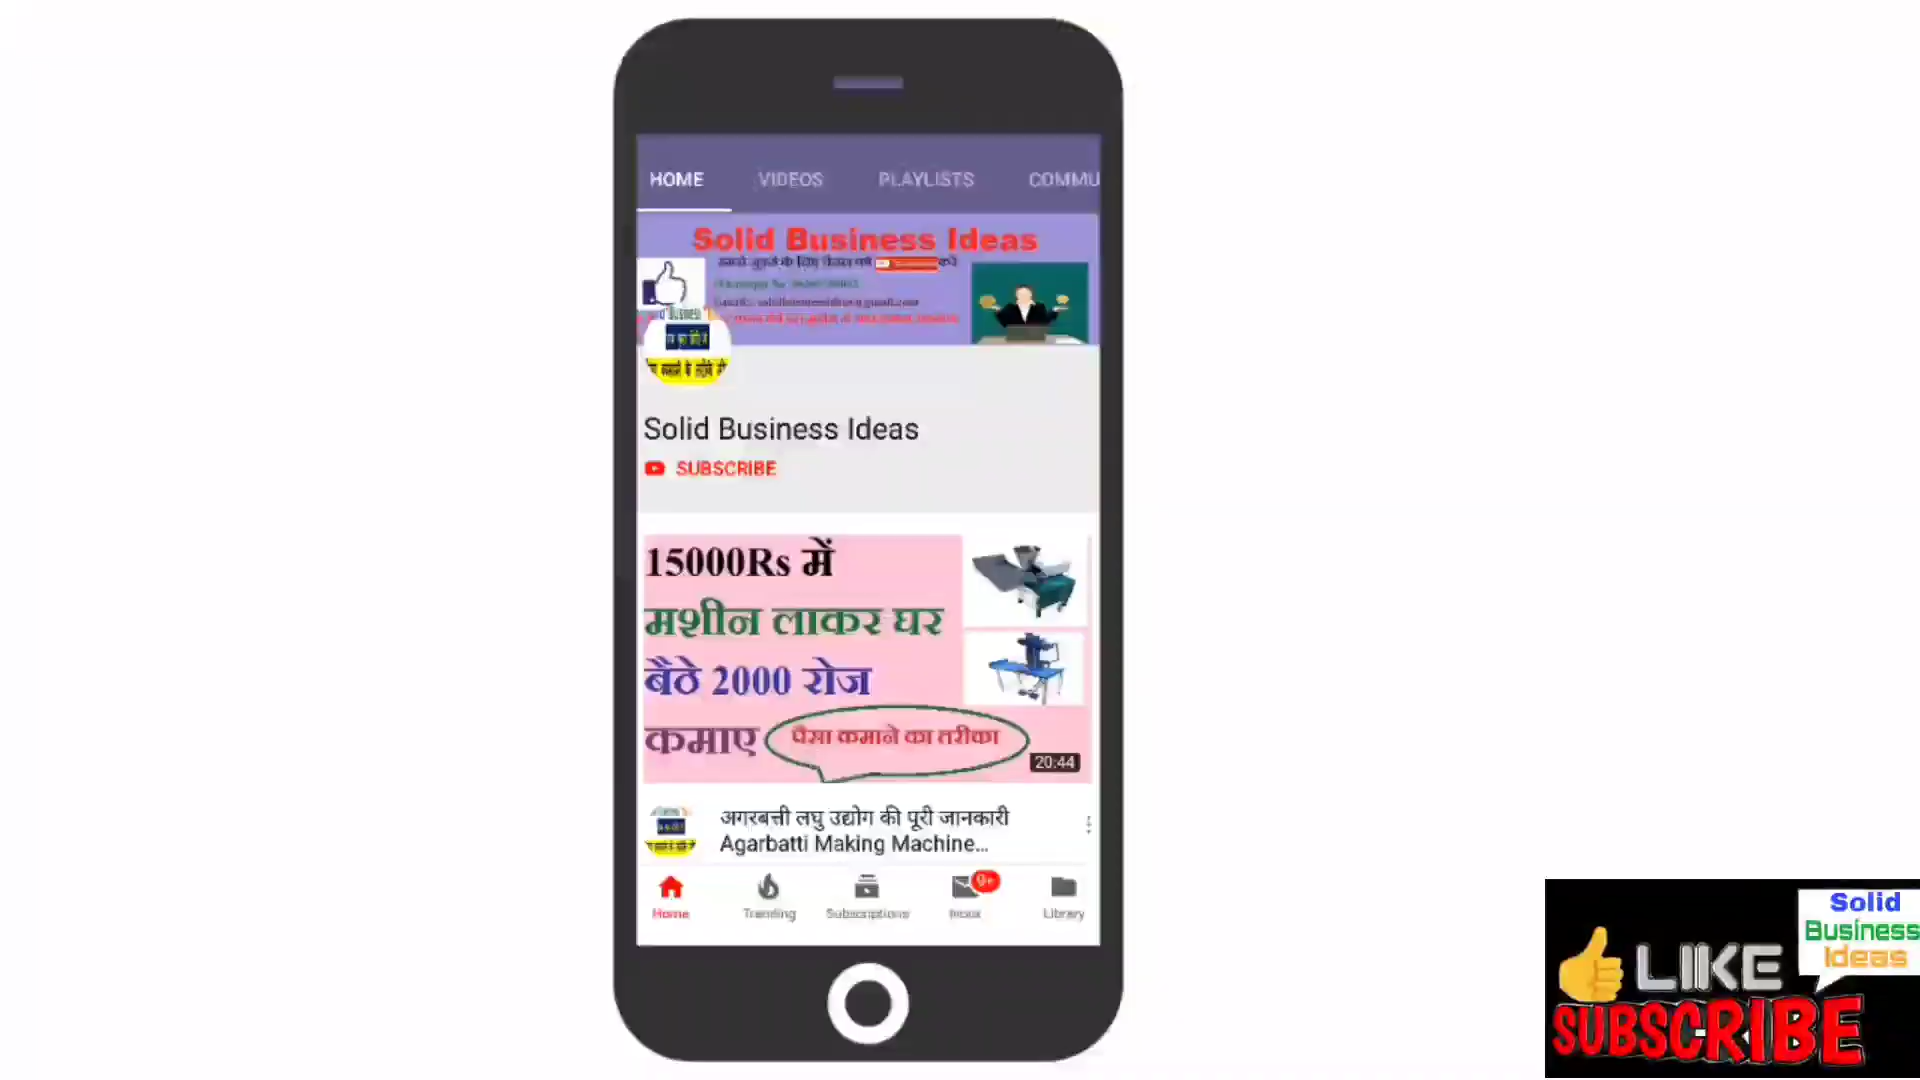 HOME VIDEOS PLAYLISTS COMMU
Solid Business Ideas
Solid Business Ideas
SUBSCRIBE
15000Rs में
मशीन लाकर घर
बैठे 2000 रोज
कमाए
पैसा कमाने का तरीका
20:44
अगरबत्ती लघु उद्योग की पूरी जानकारी
Agarbatti Making Machine...
9+
Home Trending Subscriptions Library
Solid
Business
Ideas
LIKE
SUBSCRIBE